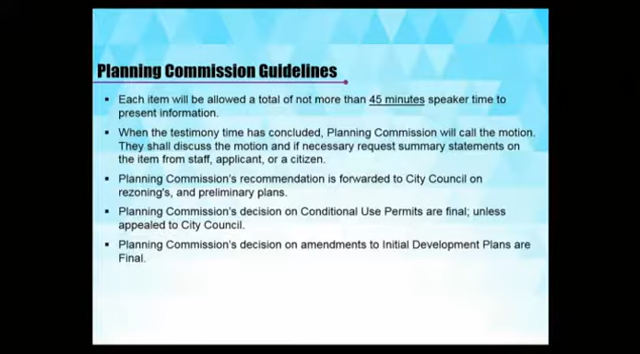 Planning Commission Guidelines
▪ Each item will be allowed a total of not more than 45 minutes speaker time to
present information.
▪ When the testimony time has concluded, Planning Commission will call the motion.
They shall discuss the motion and if necessary request summary statements on
the item from staff, applicant, or a citizen.
▪ Planning Commission's recommendation is forwarded to City Council on
rezoning's, and preliminary plans.
▪ Planning Commission's decision on Conditional Use Permits are final; unless
appealed to City Council.
▪ Planning Commission's decision on amendments to Initial Development Plans are
Final.